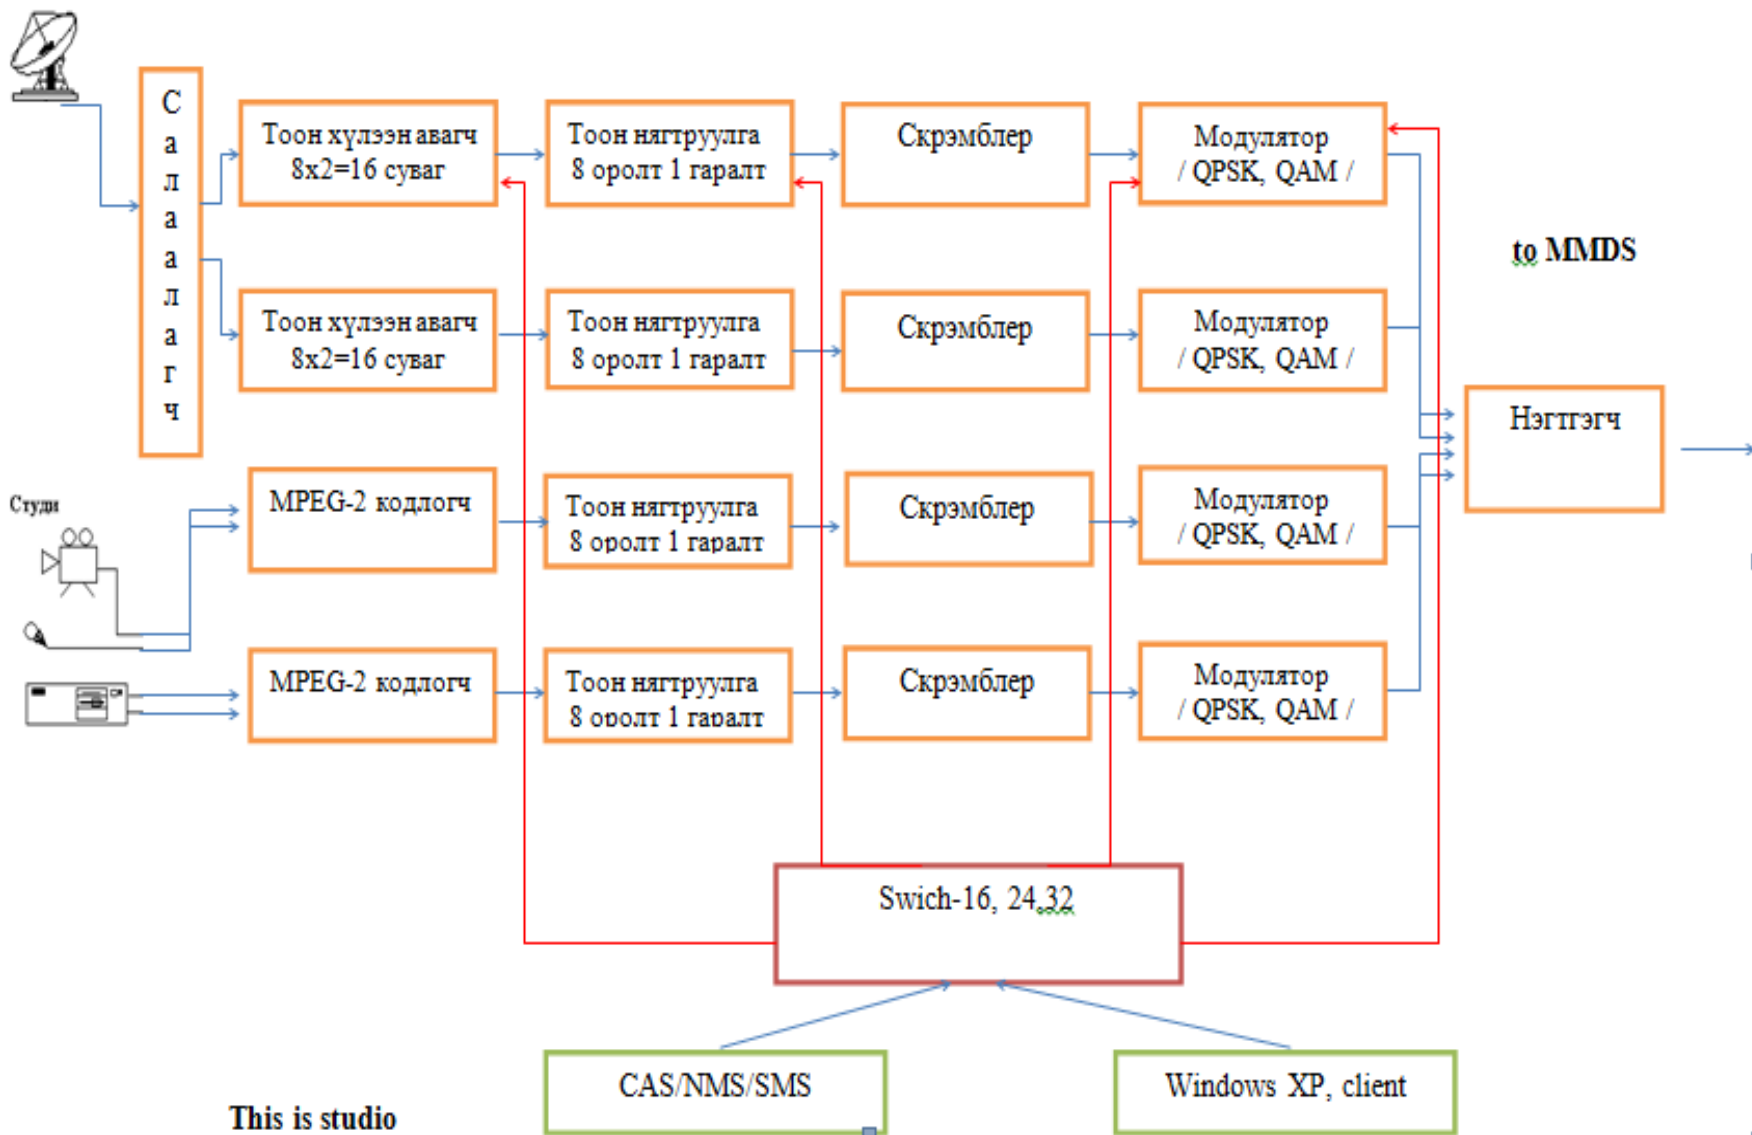 Салаалагч
Тоон хүлээн авагч
8x2=16 суваг
Тоон нягтруулга
8 оролт 1 гаралт
Скрэмблер
Модулятор
/ QPSK, QAM /
to MMDS
Тоон хүлээн авагч
8x2=16 суваг
Тоон нягтруулга
8 оролт 1 гаралт
Скрэмблер
Модулятор
/ QPSK, QAM /
Нэгтгэгч
Студи
MPEG-2 кодлогч
Тоон нягтруулга
8 оролт 1 гаралт
Скрэмблер
Модулятор
/ QPSK, QAM /
MPEG-2 кодлогч
Тоон нягтруулга
8 оролт 1 гаралт
Скрэмблер
Модулятор
/ QPSK, QAM /
Swich-16, 24,32
CAS/NMS/SMS
Windows XP, client
This is studio